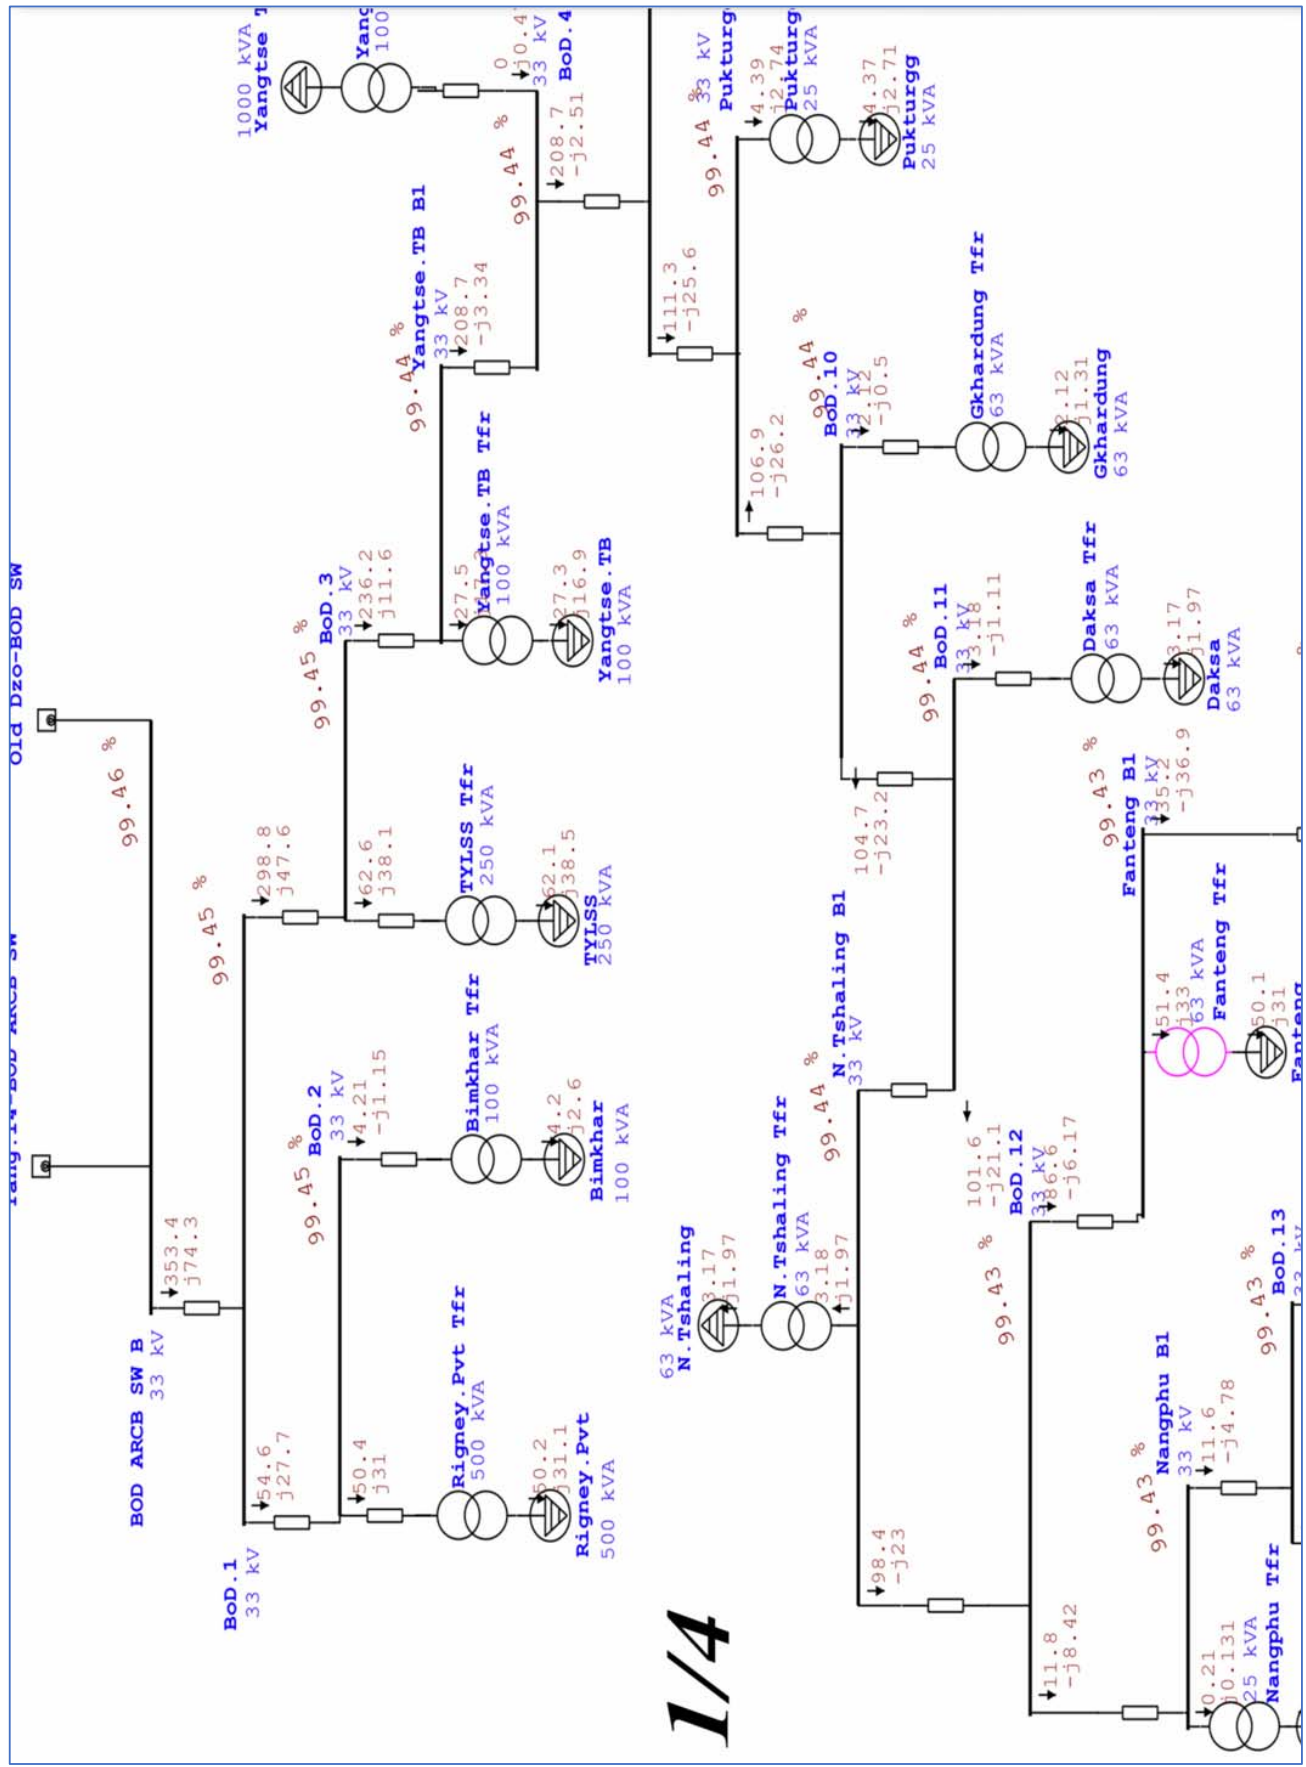 Old Dzo-BOD SW
99.46 %
BOD ARCB SW B
33 kV
353.4
j74.3
99.45 %
BoD.1
33 kV
54.6
j27.7
298.8
j47.6
99.45 %
BoD.2
33 kV
50.4
j31
Rigney.Pvt Tfr
500 kVA
50.2
j31.1
Rigney.Pvt
500 kVA
4.21
-j1.15
Bimkhar Tfr
100 kVA
4.2
j2.6
Bimkhar
100 kVA
99.45 %
BoD.3
33 kV
62.6
j38.1
TYLSS Tfr
250 kVA
62.1
j38.5
TYLSS
250 kVA
236.2
j11.6
99.44 %
Yangtse.TB B1
33 kV
27.5
Yangtse.TB Tfr
100 kVA
27.3
j16.9
Yangtse.TB
100 kVA
208.7
-j3.34
99.44 %
BoD.4
33 kV
1000 kVA
Yangtse
0
208.7
-j2.51
1/4
111.3
-j25.6
99.44 %
33 kV
Pukturgg
4.39
j2.74
25 kVA
4.37
j2.71
Pukturgg
25 kVA
106.9
-j26.2
99.44 %
BoD.10
33 kV
2.12
-j0.5
Gkhardung Tfr
63 kVA
2.12
j1.31
Gkhardung
63 kVA
104.7
-j23.2
99.44 %
BoD.11
33 kV
3.18
-j1.11
Daksa Tfr
63 kVA
3.17
j1.97
Daksa
63 kVA
101.6
-j21.1
99.44 %
N.Tshaling B1
33 kV
63 kVA
N.Tshaling
3.17
j1.97
N.Tshaling Tfr
63 kVA
3.18
j1.97
98.4
-j23
99.43 %
BoD.12
33 kV
86.6
-j6.17
11.8
-j8.42
99.43 %
Fanteng B1
33 kV
35.2
-j36.9
51.4
j33
63 kVA
Fanteng Tfr
50.1
j31
Fanteng
99.43 %
Nangphu B1
33 kV
0.21
j0.131
25 kVA
Nangphu Tfr
11.6
-j4.78
99.43 %
BoD.13